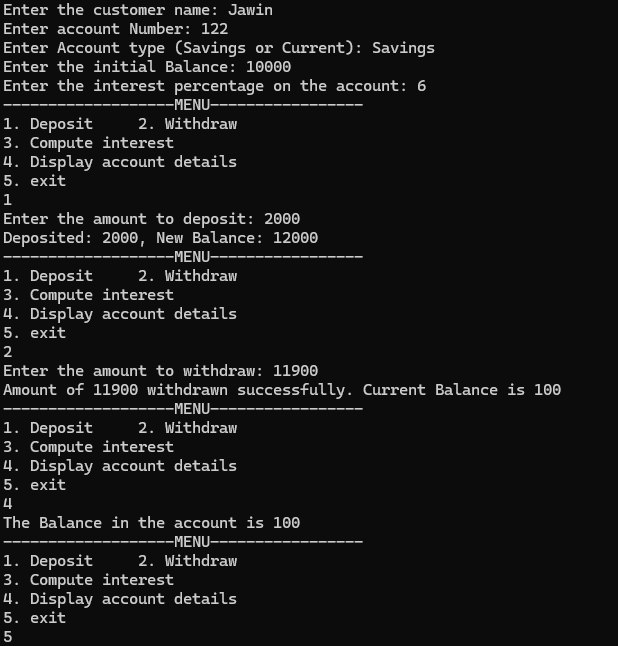 Enter the customer name: Jawin
Enter account Number: 122
Enter Account type (Savings or Current): Savings
Enter the initial Balance: 10000
Enter the interest percentage on the account: 6
-------------------MENU-----------------
1. Deposit     2. Withdraw
3. Compute interest
4. Display account details
5. exit
1
Enter the amount to deposit: 2000
Deposited: 2000, New Balance: 12000
-------------------MENU-----------------
1. Deposit     2. Withdraw
3. Compute interest
4. Display account details
5. exit
2
Enter the amount to withdraw: 11900
Amount of 11900 withdrawn successfully. Current Balance is 100
-------------------MENU-----------------
1. Deposit     2. Withdraw
3. Compute interest
4. Display account details
5. exit
4
The Balance in the account is 100
-------------------MENU-----------------
1. Deposit     2. Withdraw
3. Compute interest
4. Display account details
5. exit
5